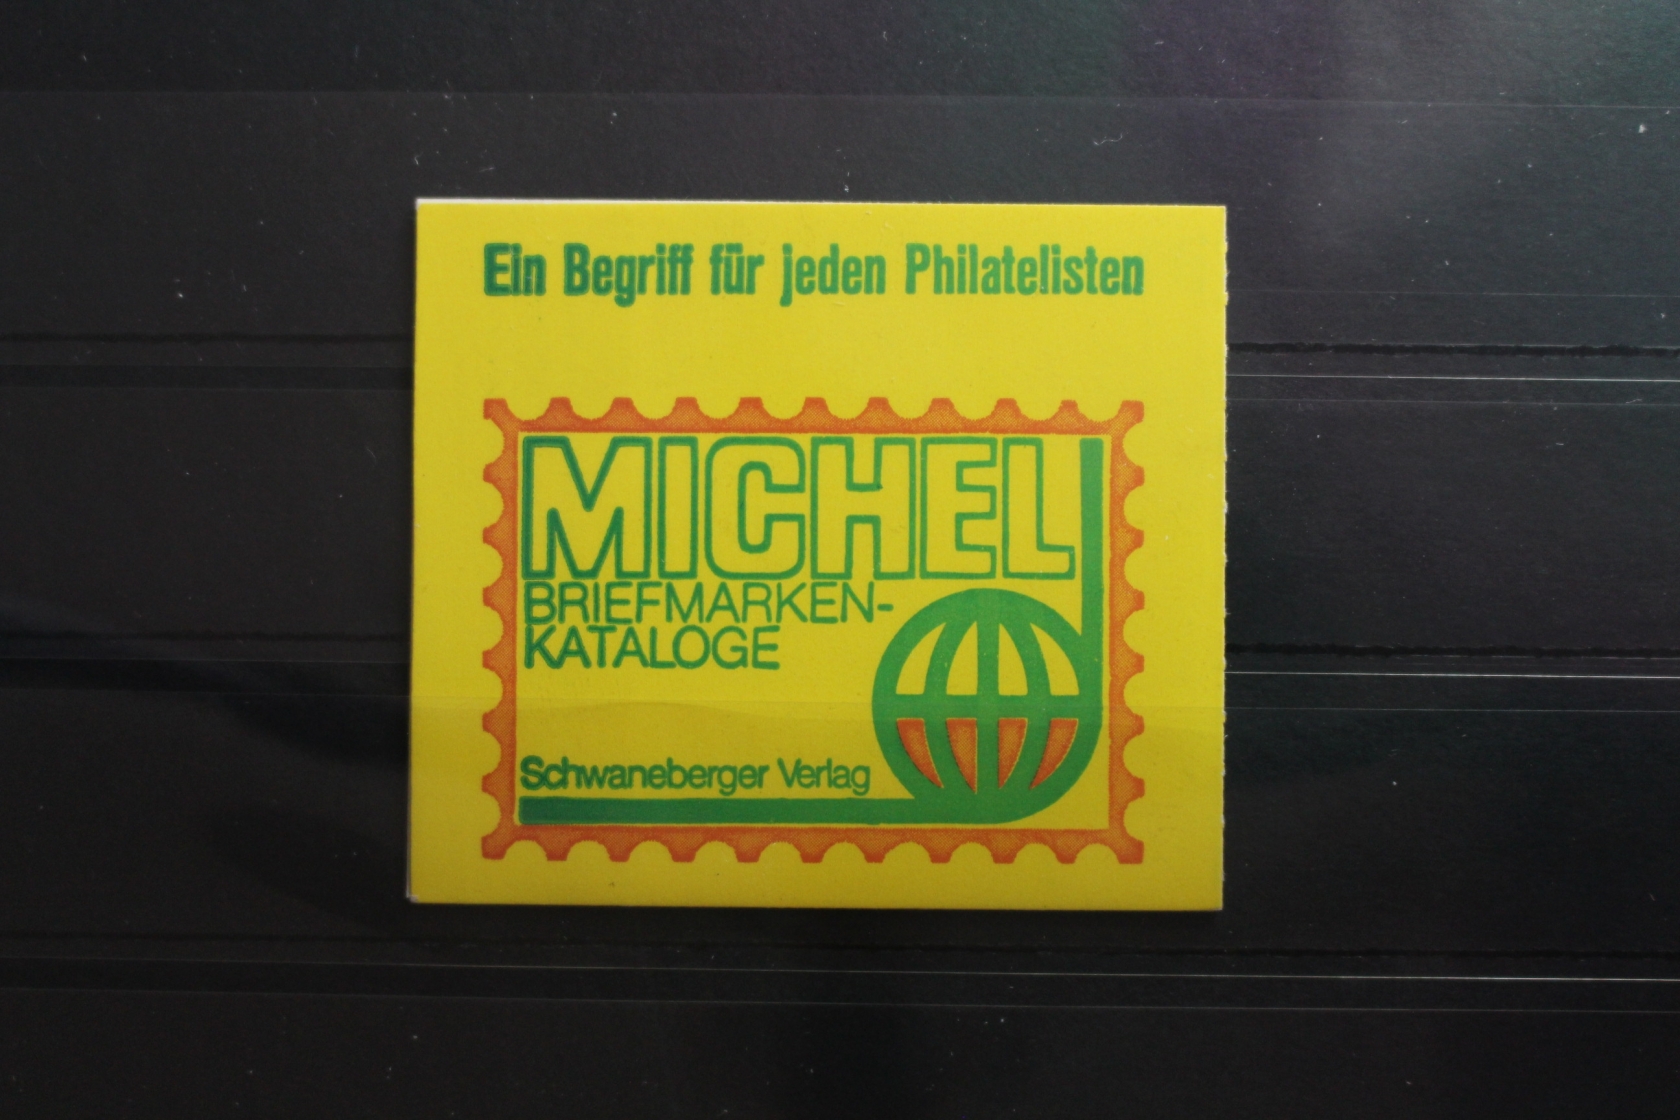 Ein Begriff für jeden Philatelisten
MICHEL
BRIEFMARKEN-
KATALOGE
Schwaneberger Verlag